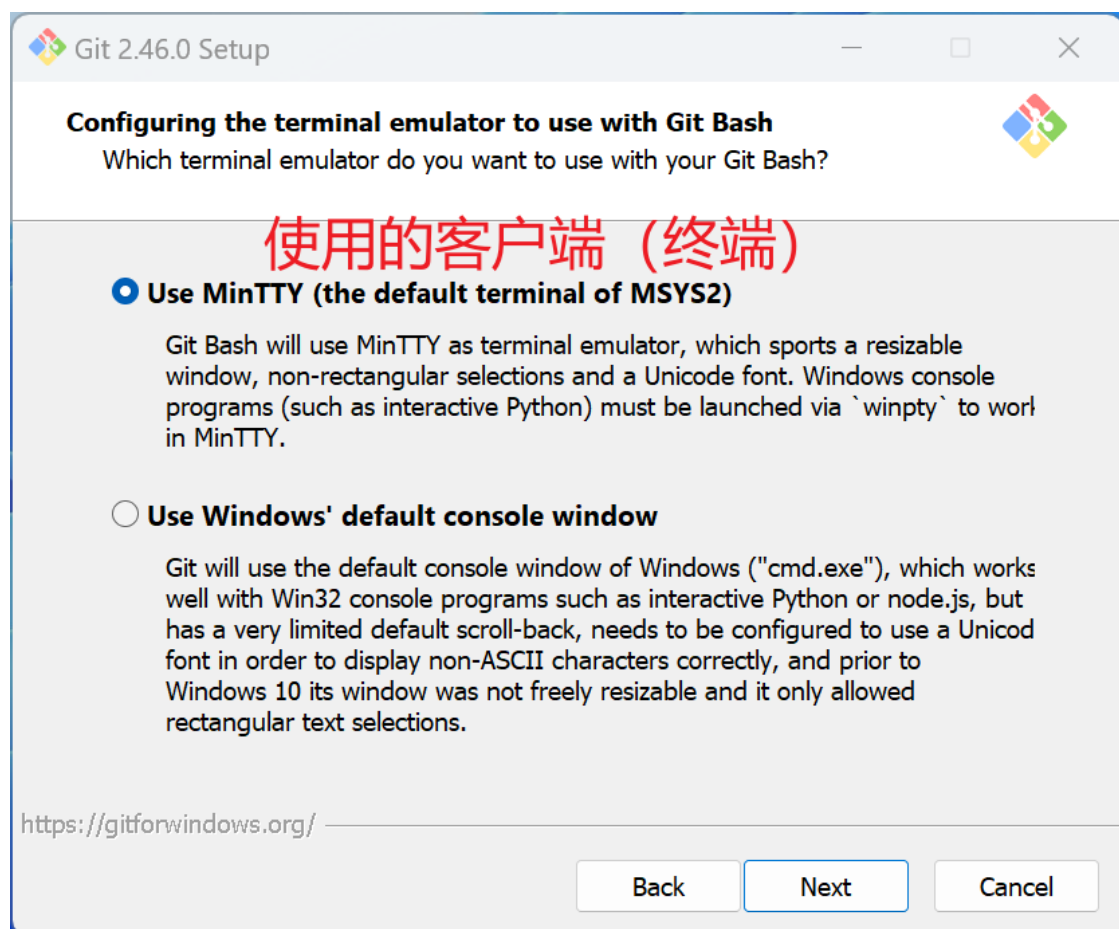 Git 2.46.0 Setup
Configuring the terminal emulator to use with Git Bash
Which terminal emulator do you want to use with your Git Bash?
使用的客户端（终端）
Use MinTTY (the default terminal of MSYS2)
Git Bash will use MinTTY as terminal emulator, which sports a resizable
window, non-rectangular selections and a Unicode font. Windows console
programs (such as interactive Python) must be launched via `winpty` to work
in MinTTY.
Use Windows' default console window
Git will use the default console window of Windows ("cmd.exe"), which works
well with Win32 console programs such as interactive Python or node.js, but
has a very limited default scroll-back, needs to be configured to use a Unicod
font in order to display non-ASCII characters correctly, and prior to
Windows 10 its window was not freely resizable and it only allowed
rectangular text selections.
https://gitforwindows.org/
Back Next Cancel